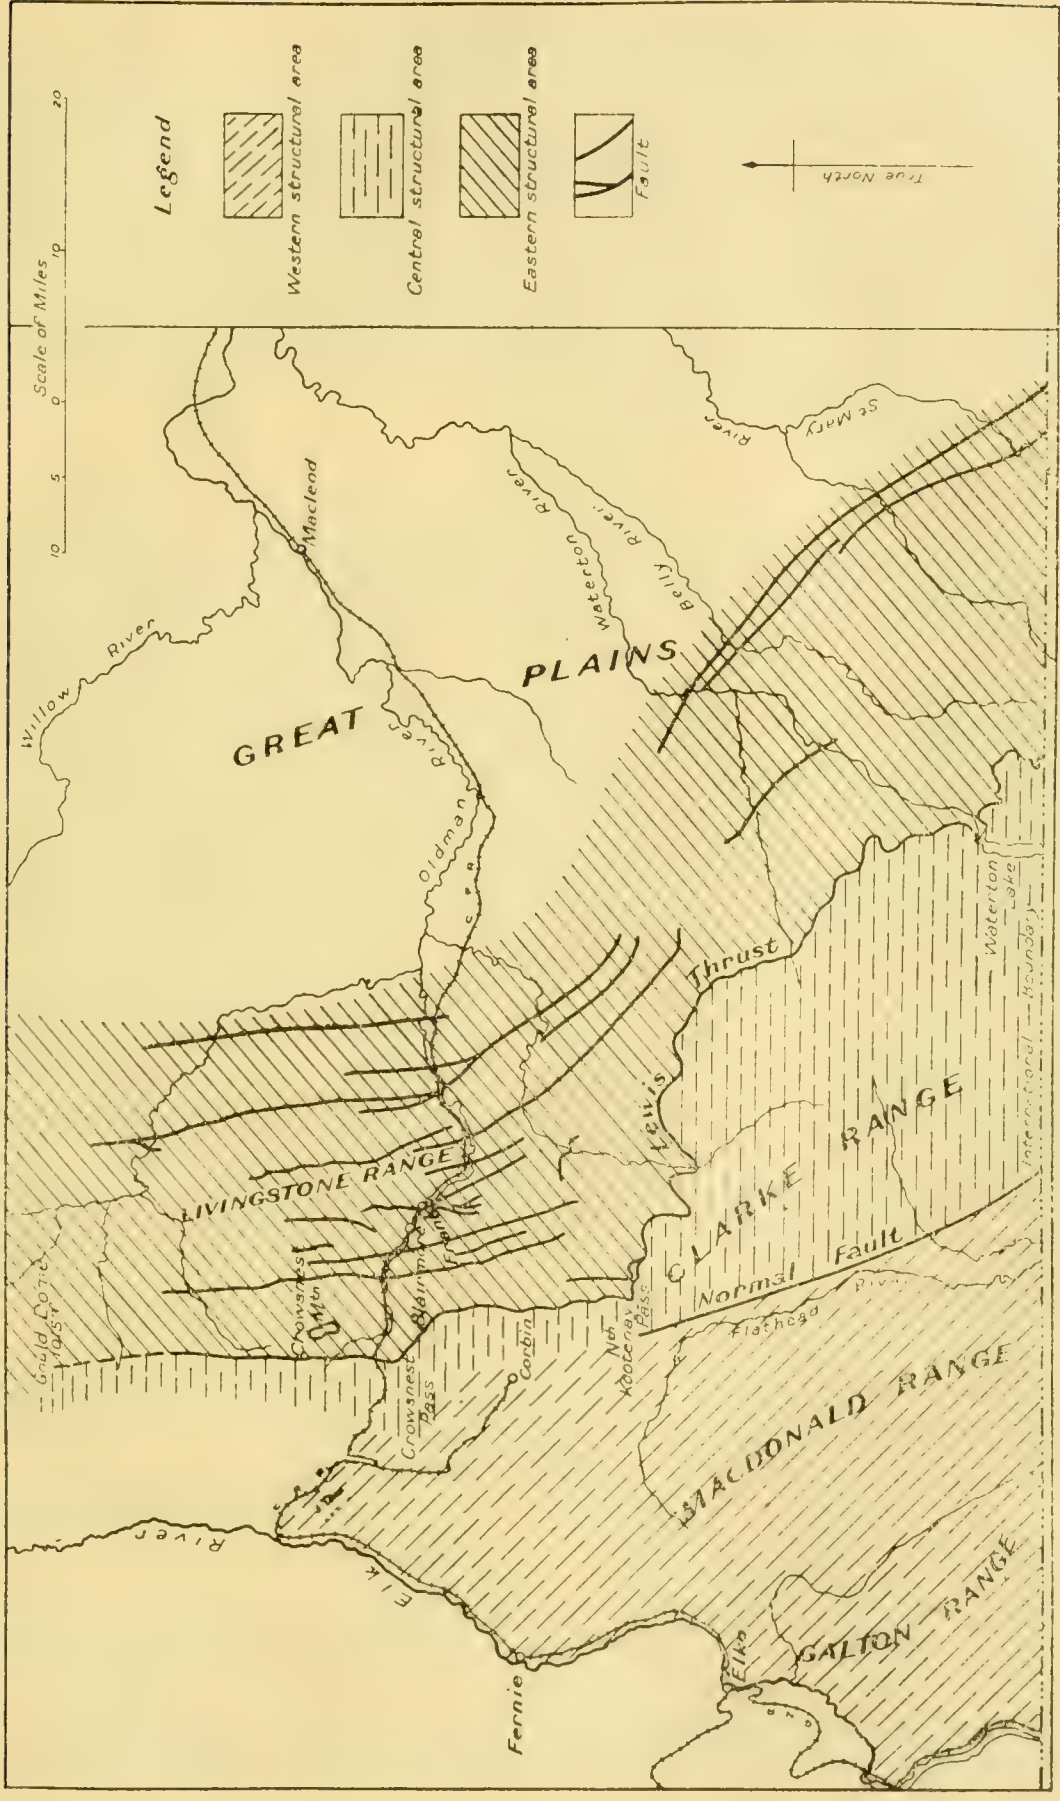 Scale of Miles
10
5
0
10
20
Legend
Western structural area
Central structural area
Eastern structural area
Fault
True North
Willow
River
Macleod
GREAT
PLAINS
Oldman
River
C P R
Waterton
River
Belly
River
St Mary
River
LIVINGSTONE RANGE
Crowsnest
Mtn
Blairmore
Frank
Crowsnest
Pass
Corbin
Nth
Kootenay
Pass
Lewis
Thrust
CLARKE
RANGE
Normal
Fault
Flathead
River
MACDONALD
RANGE
GALTON
RANGE
Waterton
Lake
International
Boundary
Elk
River
Fernie
Elko